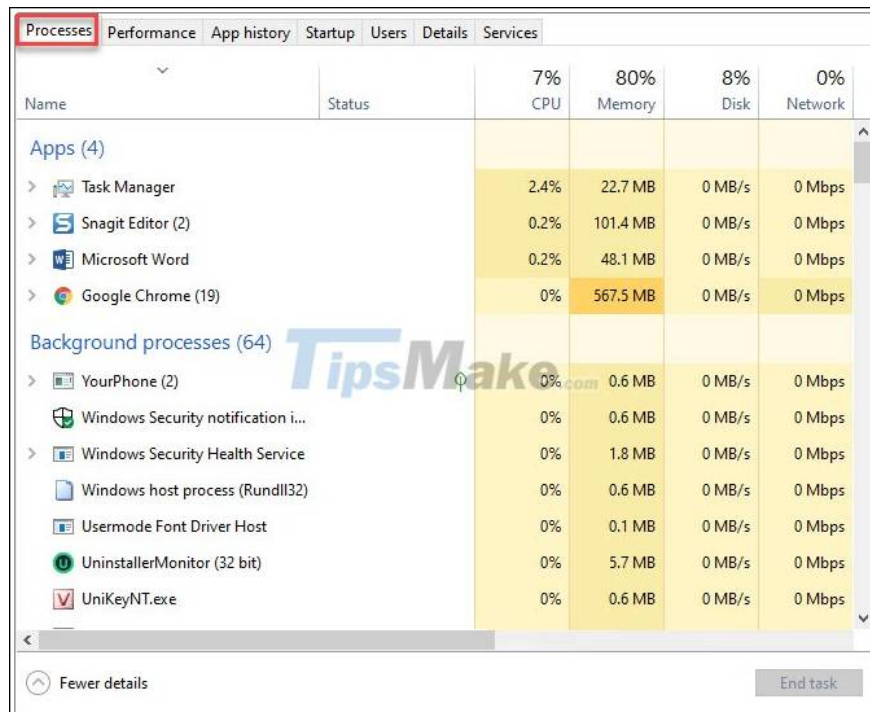 Processes Performance App history Startup Users Details Services
7% 80% 8% 0%
Name Status CPU Memory Disk Network
Apps (4)
Task Manager 2.4% 22.7 MB 0 MB/s 0 Mbps
Snagit Editor (2) 0.2% 101.4 MB 0 MB/s 0 Mbps
Microsoft Word 0.2% 48.1 MB 0 MB/s 0 Mbps
Google Chrome (19) 0% 567.5 MB 0 MB/s 0 Mbps
Background processes (64)
TipsMake.com
YourPhone (2) 0% 0.6 MB 0 MB/s 0 Mbps
Windows Security notification i... 0% 0.6 MB 0 MB/s 0 Mbps
Windows Security Health Service 0% 1.8 MB 0 MB/s 0 Mbps
Windows host process (Rundll32) 0% 0.6 MB 0 MB/s 0 Mbps
Usermode Font Driver Host 0% 0.1 MB 0 MB/s 0 Mbps
UninstallerMonitor (32 bit) 0% 5.7 MB 0 MB/s 0 Mbps
UniKeyNT.exe 0% 0.6 MB 0 MB/s 0 Mbps
Fewer details End task